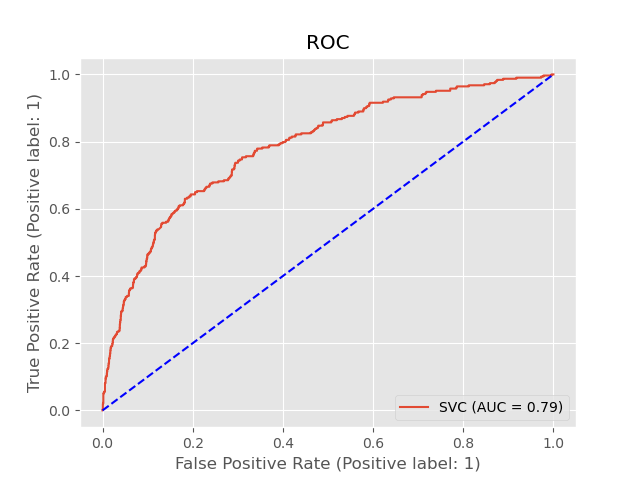 ROC
True Positive Rate (Positive label: 1)
1.0
0.8
0.6
0.4
0.2
0.0
SVC (AUC = 0.79)
0.0 0.2 0.4 0.6 0.8 1.0
False Positive Rate (Positive label: 1)